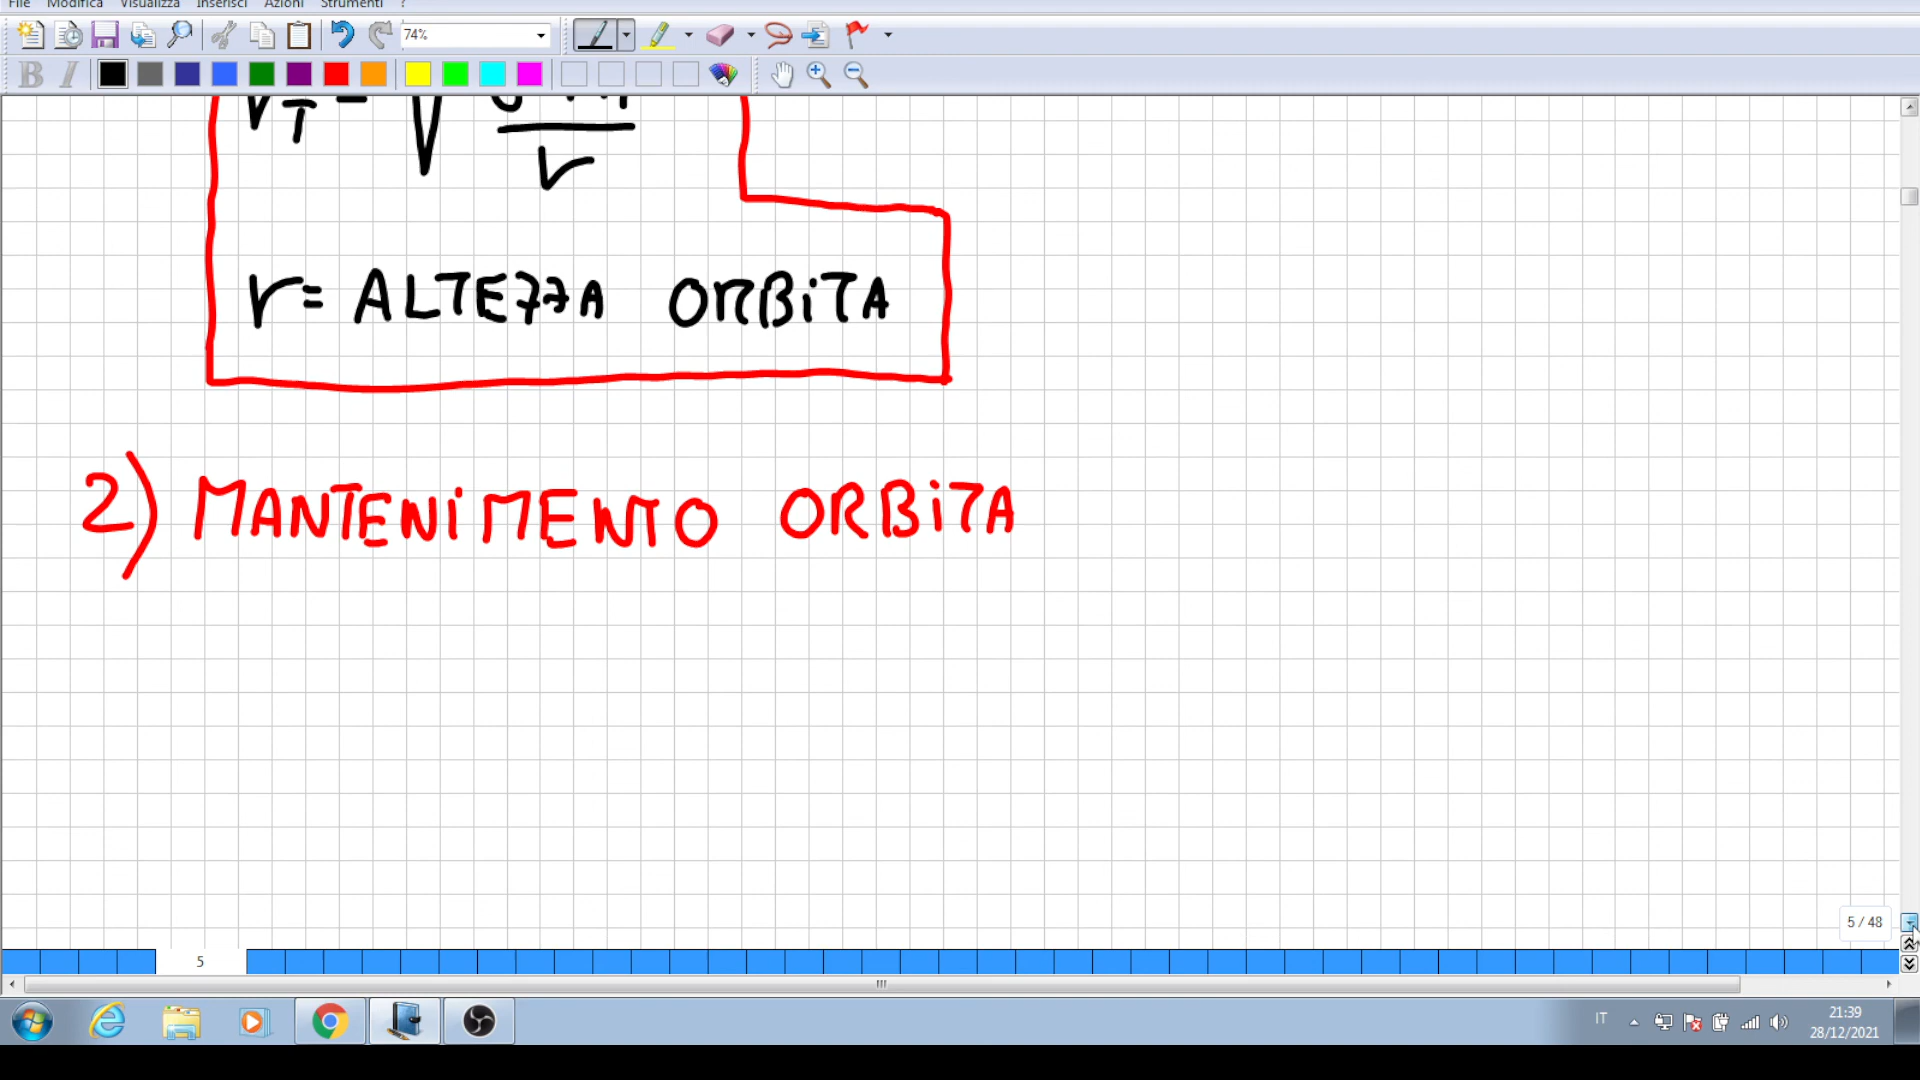 File Modifica Visualizza Inserisci Azioni Strumenti ?
74%
B I
V_T = √
r
r = ALTEZZA ORBITA
2) MANTENIMENTO ORBITA
5 / 48
5
IT
21:39
28/12/2021